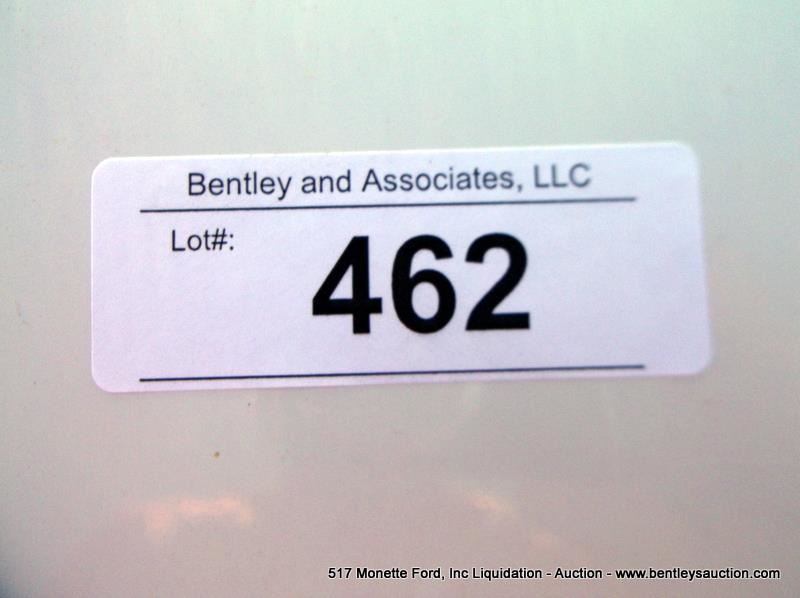 Bentley and Associates, LLC
Lot#:
462
517 Monette Ford, Inc Liquidation - Auction - www.bentleysauction.com